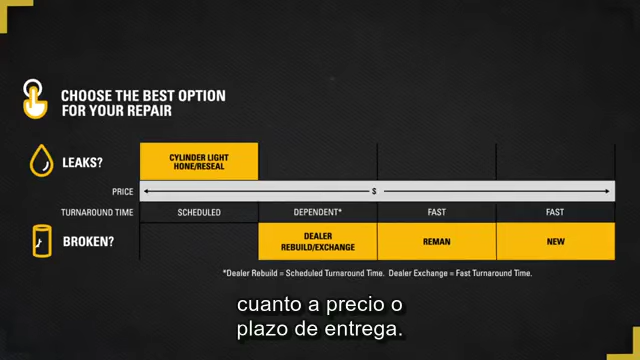 CHOOSE THE BEST OPTION
FOR YOUR REPAIR
LEAKS?
CYLINDER LIGHT
HONE/RESEAL
PRICE
$
TURNAROUND TIME SCHEDULED DEPENDENT* FAST FAST
BROKEN?
DEALER
REBUILD/EXCHANGE
REMAN
NEW
*Dealer Rebuild = Scheduled Turnaround Time. Dealer Exchange = Fast Turnaround Time.
cuanto a precio o
plazo de entrega.